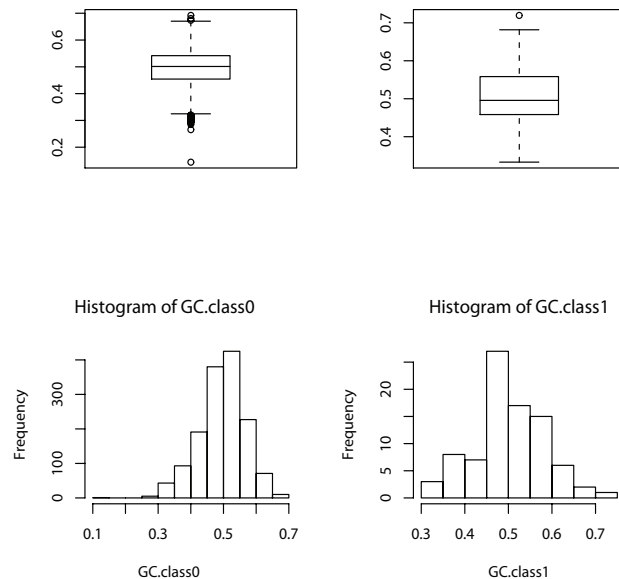 0.6
0.4
0.2
0.7
0.6
0.5
0.4
Histogram of GC.class0
Frequency
300
100
0
0.1 0.3 0.5 0.7
GC.class0
Histogram of GC.class1
Frequency
20
10
5
0
0.3 0.4 0.5 0.6 0.7
GC.class1